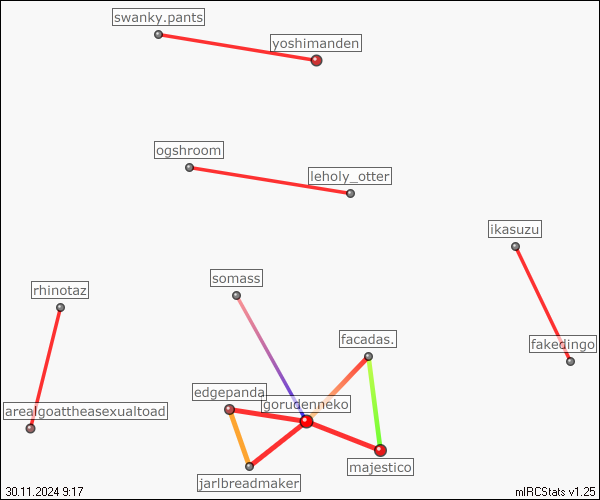 swanky.pants
yoshimanden
ogshroom
leholy_otter
ikasuzu
somass
rhinotaz
facadas.
fakedingo
edgepanda
gorudenneko
arealgoattheasexualtoad
majestico
jarlbreadmaker
30.11.2024 9:17
mIRCStats v1.25